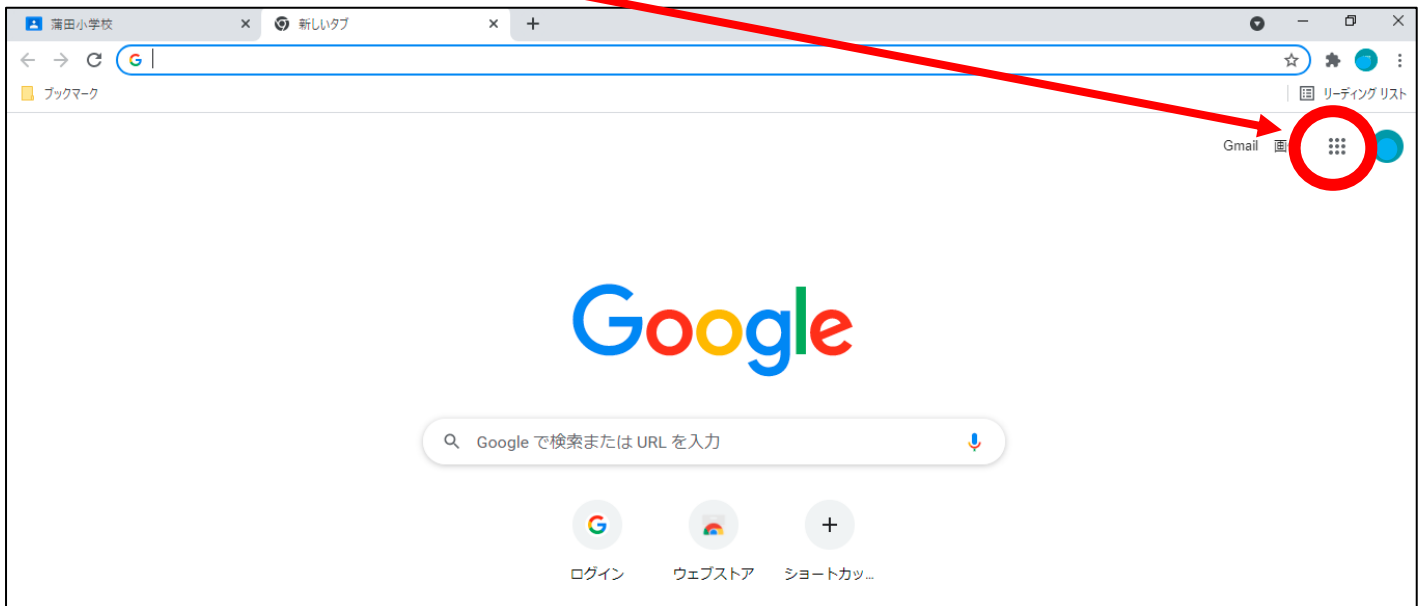 蒲田小学校
新しいタブ
ブックマーク
リーディング リスト
Gmail 画
Google
Google で検索または URL を入力
ログイン
ウェブストア
ショートカッ...